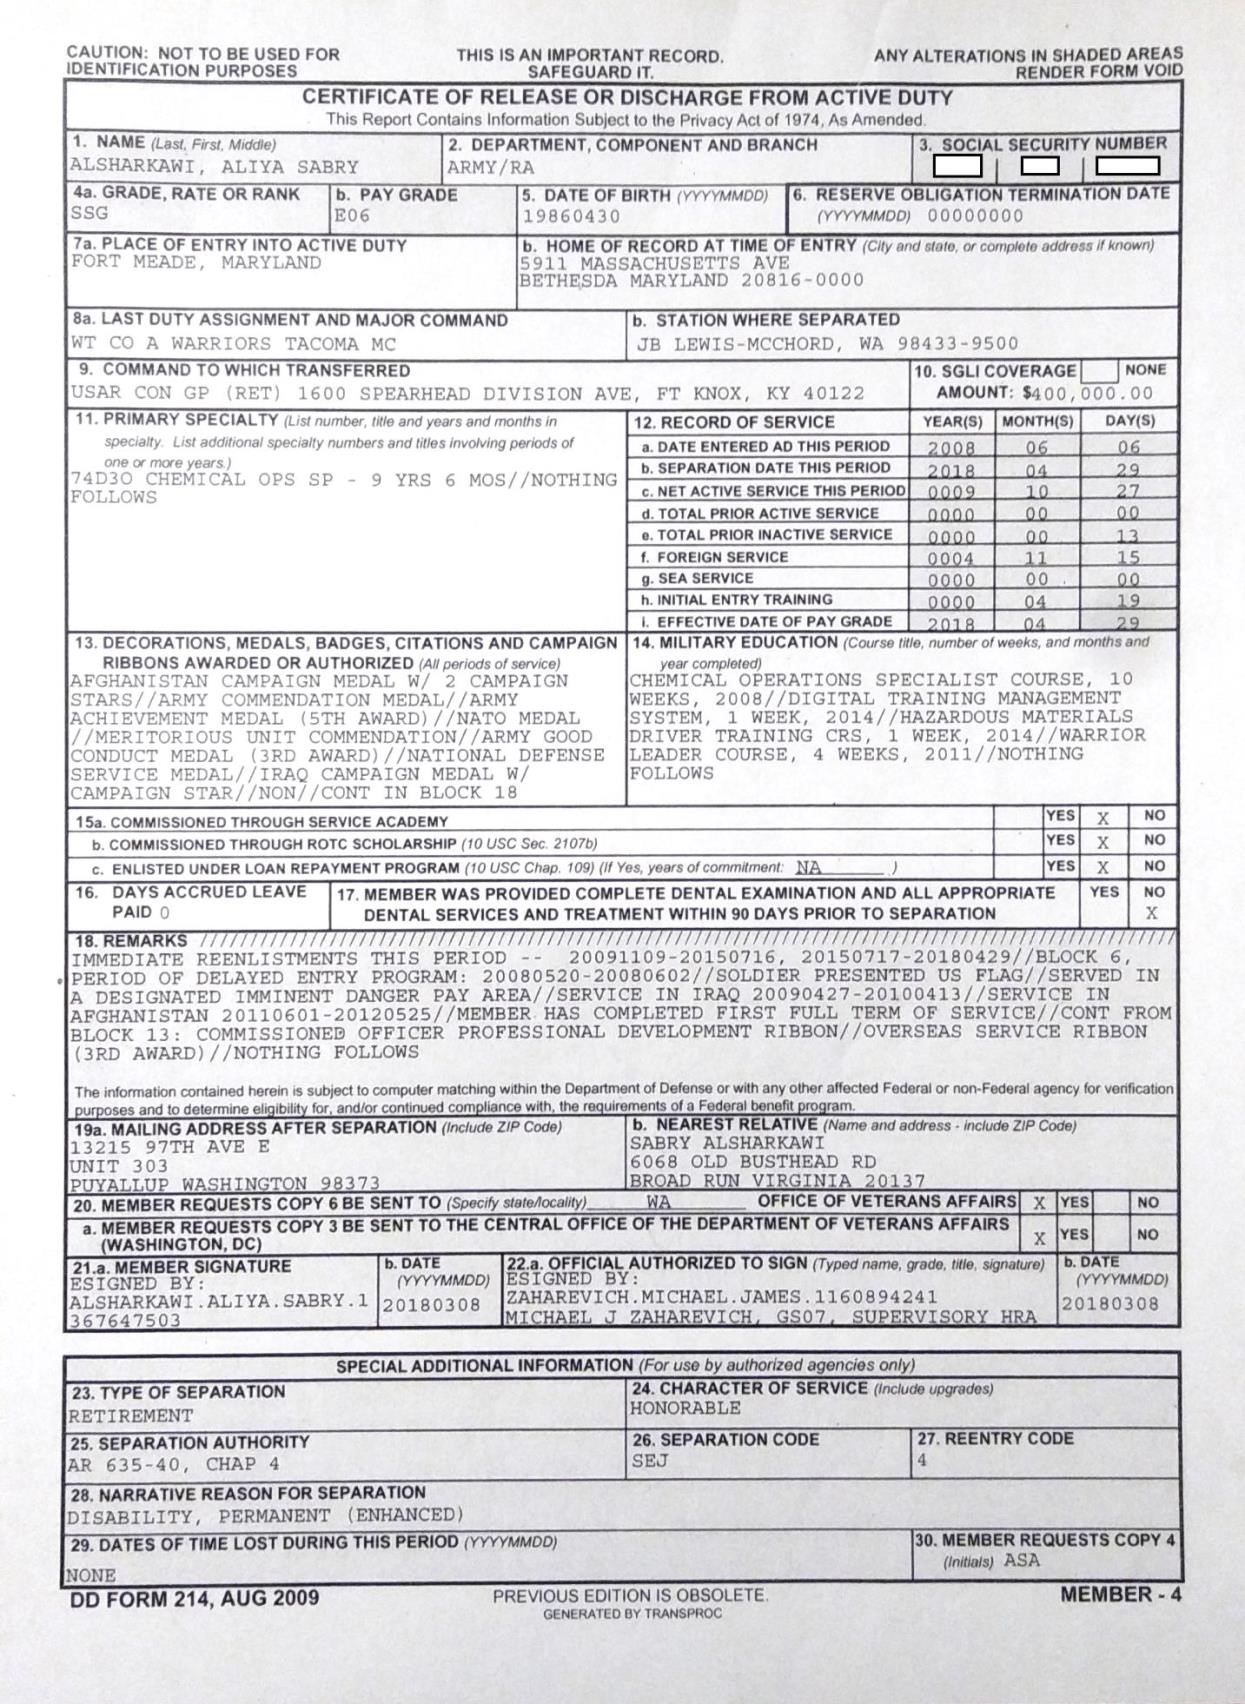 CAUTION: NOT TO BE USED FOR IDENTIFICATION PURPOSES
THIS IS AN IMPORTANT RECORD. SAFEGUARD IT.
ANY ALTERATIONS IN SHADED AREAS RENDER FORM VOID
CERTIFICATE OF RELEASE OR DISCHARGE FROM ACTIVE DUTY
This Report Contains Information Subject to the Privacy Act of 1974, As Amended.
1. NAME (Last, First, Middle)
ALSHARKAWI, ALIYA SABRY
2. DEPARTMENT, COMPONENT AND BRANCH
ARMY/RA
3. SOCIAL SECURITY NUMBER
4a. GRADE, RATE OR RANK
SSG
b. PAY GRADE
E06
5. DATE OF BIRTH (YYYYMMDD)
19860430
6. RESERVE OBLIGATION TERMINATION DATE
(YYYYMMDD) 00000000
7a. PLACE OF ENTRY INTO ACTIVE DUTY
FORT MEADE, MARYLAND
b. HOME OF RECORD AT TIME OF ENTRY (City and state, or complete address if known)
5911 MASSACHUSETTS AVE
BETHESDA MARYLAND 20816-0000
8a. LAST DUTY ASSIGNMENT AND MAJOR COMMAND
WT CO A WARRIORS TACOMA MC
b. STATION WHERE SEPARATED
JB LEWIS-MCCHORD, WA 98433-9500
9. COMMAND TO WHICH TRANSFERRED
USAR CON GP (RET) 1600 SPEARHEAD DIVISION AVE, FT KNOX, KY 40122
10. SGLI COVERAGE NONE
AMOUNT: $400,000.00
11. PRIMARY SPECIALTY (List number, title and years and months in
specialty. List additional specialty numbers and titles involving periods of
one or more years.)
74D3O CHEMICAL OPS SP - 9 YRS 6 MOS//NOTHING
FOLLOWS
12. RECORD OF SERVICE YEAR(S) MONTH(S) DAY(S)
a. DATE ENTERED AD THIS PERIOD 2008 06 06
b. SEPARATION DATE THIS PERIOD 2018 04 29
c. NET ACTIVE SERVICE THIS PERIOD 0009 10 27
d. TOTAL PRIOR ACTIVE SERVICE 0000 00 00
e. TOTAL PRIOR INACTIVE SERVICE 0000 00 13
f. FOREIGN SERVICE 0004 11 15
g. SEA SERVICE 0000 00 00
h. INITIAL ENTRY TRAINING 0000 04 19
i. EFFECTIVE DATE OF PAY GRADE 2018 04 29
13. DECORATIONS, MEDALS, BADGES, CITATIONS AND CAMPAIGN
RIBBONS AWARDED OR AUTHORIZED (All periods of service)
AFGHANISTAN CAMPAIGN MEDAL W/ 2 CAMPAIGN
STARS//ARMY COMMENDATION MEDAL//ARMY
ACHIEVEMENT MEDAL (5TH AWARD)//NATO MEDAL
//MERITORIOUS UNIT COMMENDATION//ARMY GOOD
CONDUCT MEDAL (3RD AWARD)//NATIONAL DEFENSE
SERVICE MEDAL//IRAQ CAMPAIGN MEDAL W/
CAMPAIGN STAR//NON//CONT IN BLOCK 18
14. MILITARY EDUCATION (Course title, number of weeks, and months and
year completed)
CHEMICAL OPERATIONS SPECIALIST COURSE, 10
WEEKS, 2008//DIGITAL TRAINING MANAGEMENT
SYSTEM, 1 WEEK, 2014//HAZARDOUS MATERIALS
DRIVER TRAINING CRS, 1 WEEK, 2014//WARRIOR
LEADER COURSE, 4 WEEKS, 2011//NOTHING
FOLLOWS
15a. COMMISSIONED THROUGH SERVICE ACADEMY YES X NO
b. COMMISSIONED THROUGH ROTC SCHOLARSHIP (10 USC Sec. 2107b) YES X NO
c. ENLISTED UNDER LOAN REPAYMENT PROGRAM (10 USC Chap. 109) (If Yes, years of commitment: NA ) YES X NO
16. DAYS ACCRUED LEAVE
PAID 0
17. MEMBER WAS PROVIDED COMPLETE DENTAL EXAMINATION AND ALL APPROPRIATE YES NO
DENTAL SERVICES AND TREATMENT WITHIN 90 DAYS PRIOR TO SEPARATION X
18. REMARKS //////////////////////////////////////////////////////////////////////
IMMEDIATE REENLISTMENTS THIS PERIOD -- 20091109-20150716, 20150717-20180429//BLOCK 6,
PERIOD OF DELAYED ENTRY PROGRAM: 20080520-20080602//SOLDIER PRESENTED US FLAG//SERVED IN
A DESIGNATED IMMINENT DANGER PAY AREA//SERVICE IN IRAQ 20090427-20100413//SERVICE IN
AFGHANISTAN 20110601-20120525//MEMBER HAS COMPLETED FIRST FULL TERM OF SERVICE//CONT FROM
BLOCK 13: COMMISSIONED OFFICER PROFESSIONAL DEVELOPMENT RIBBON//OVERSEAS SERVICE RIBBON
(3RD AWARD)//NOTHING FOLLOWS
The information contained herein is subject to computer matching within the Department of Defense or with any other affected Federal or non-Federal agency for verification
purposes and to determine eligibility for, and/or continued compliance with, the requirements of a Federal benefit program.
19a. MAILING ADDRESS AFTER SEPARATION (Include ZIP Code)
13215 97TH AVE E
UNIT 303
PUYALLUP WASHINGTON 98373
b. NEAREST RELATIVE (Name and address - include ZIP Code)
SABRY ALSHARKAWI
6068 OLD BUSTHEAD RD
BROAD RUN VIRGINIA 20137
20. MEMBER REQUESTS COPY 6 BE SENT TO (Specify state/locality) WA OFFICE OF VETERANS AFFAIRS X YES NO
a. MEMBER REQUESTS COPY 3 BE SENT TO THE CENTRAL OFFICE OF THE DEPARTMENT OF VETERANS AFFAIRS
(WASHINGTON, DC) X YES NO
21.a. MEMBER SIGNATURE
ESIGNED BY:
ALSHARKAWI.ALIYA.SABRY.1
367647503
b. DATE
(YYYYMMDD)
20180308
22.a. OFFICIAL AUTHORIZED TO SIGN (Typed name, grade, title, signature)
ESIGNED BY:
ZAHAREVICH.MICHAEL.JAMES.1160894241
MICHAEL J ZAHAREVICH, GS07, SUPERVISORY HRA
b. DATE
(YYYYMMDD)
20180308
SPECIAL ADDITIONAL INFORMATION (For use by authorized agencies only)
23. TYPE OF SEPARATION
RETIREMENT
24. CHARACTER OF SERVICE (Include upgrades)
HONORABLE
25. SEPARATION AUTHORITY
AR 635-40, CHAP 4
26. SEPARATION CODE
SEJ
27. REENTRY CODE
4
28. NARRATIVE REASON FOR SEPARATION
DISABILITY, PERMANENT (ENHANCED)
29. DATES OF TIME LOST DURING THIS PERIOD (YYYYMMDD)
NONE
30. MEMBER REQUESTS COPY 4
(Initials) ASA
DD FORM 214, AUG 2009
PREVIOUS EDITION IS OBSOLETE.
GENERATED BY TRANSPROC
MEMBER - 4